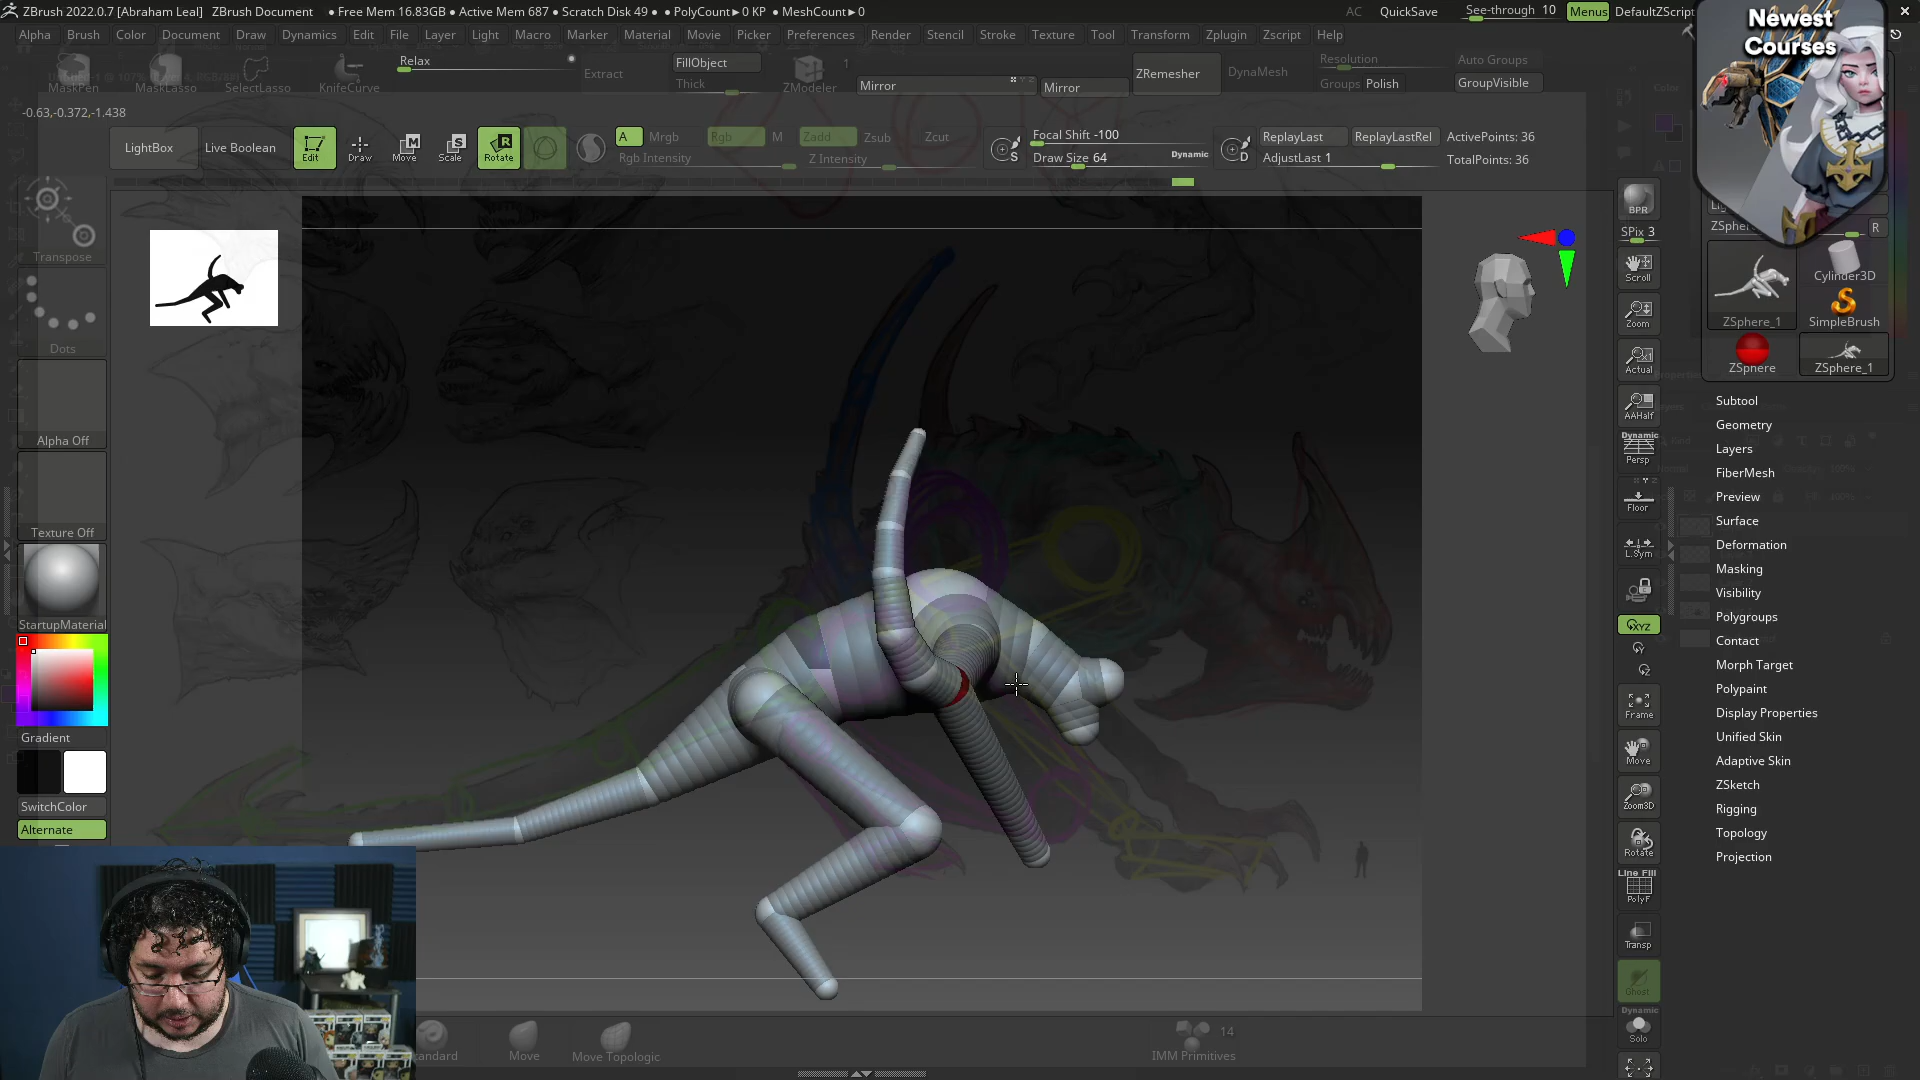 ZBrush 2022.0.7 [Abraham Leal] ZBrush Document • Free Mem 16.83GB • Active Mem 687 • Scratch Disk 49 • PolyCount► 0 KP • MeshCount► 0 AC QuickSave See-through 10 Menus DefaultZScript
Alpha Brush Color Document Draw Dynamics Edit File Layer Light Macro Marker Material Movie Picker Preferences Render Stencil Stroke Texture Tool Transform Zplugin Zscript Help
Newest
Courses
MaskPen MaskLasso SelectLasso KnifeCurve
Relax
Extract
FillObject
Thick
ZModeler
1
Mirror
Mirror
ZRemesher
DynaMesh
Resolution
Groups Polish
Auto Groups
GroupVisible
-0.63,-0.372,-1.438
LightBox
Live Boolean
Edit
Draw
Move
Scale
Rotate
A Mrgb Rgb M Zadd Zsub Zcut
Rgb Intensity Z Intensity
Focal Shift -100
Draw Size 64 Dynamic
ReplayLast ReplayLastRel ActivePoints: 36
AdjustLast 1 TotalPoints: 36
Transpose
Dots
Alpha Off
Texture Off
StartupMaterial
Gradient
SwitchColor
Alternate
BPR
SPix 3
Scroll
Zoom
Actual
AAHalf
Dynamic
Persp
Floor
L.Sym
XYZ
Frame
Move
Zoom3D
Rotate
Line Fill
PolyF
Transp
Ghost
Dynamic
Solo
R
Cylinder3D
ZSphere_1
SimpleBrush
ZSphere
ZSphere_1
Subtool
Geometry
Layers
FiberMesh
Preview
Surface
Deformation
Masking
Visibility
Polygroups
Contact
Morph Target
Polypaint
Display Properties
Unified Skin
Adaptive Skin
ZSketch
Rigging
Topology
Projection
Move
Move Topologic
IMM Primitives
14